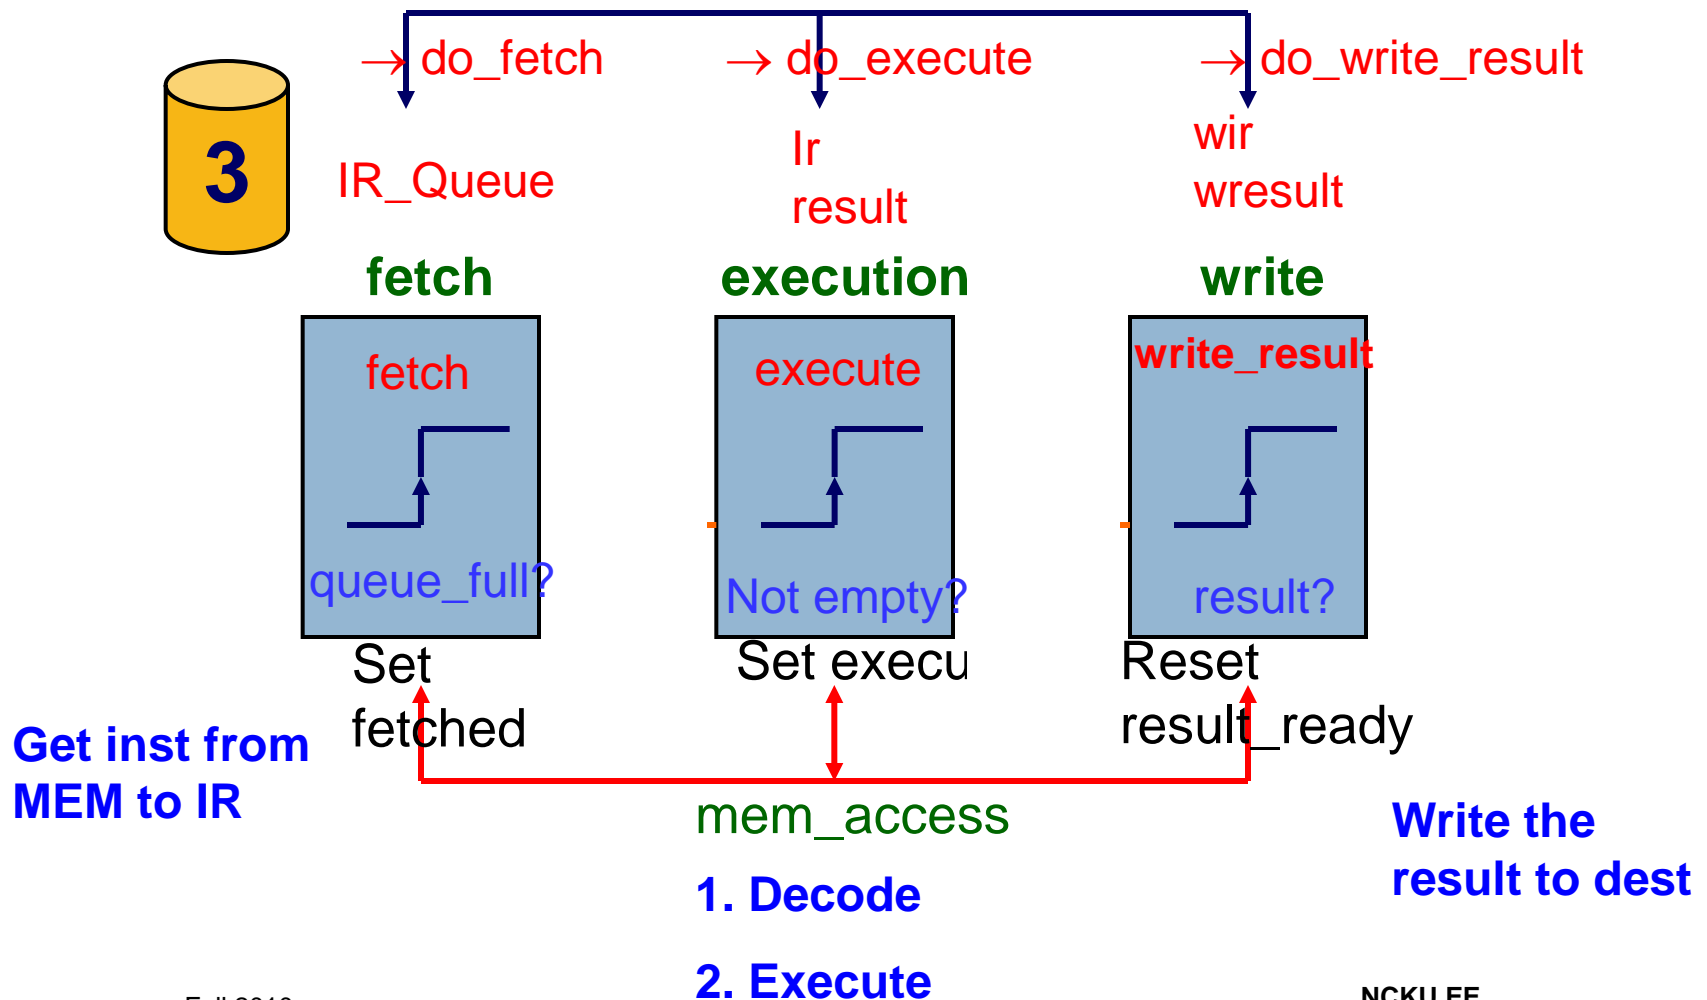 → do_fetch
→ do_execute
→ do_write_result
3
IR_Queue
Ir
result
wir
wresult
fetch
execution
write
fetch
execute
write_result
queue_full?
Not empty?
result?
Set
fetched
Set execu
Reset
result_ready
Get inst from
MEM to IR
mem_access
1. Decode
2. Execute
Write the
result to dest
NCKU EE